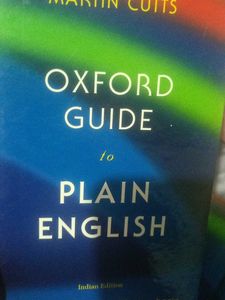 MARTIN CUTTS
OXFORD
GUIDE
to
PLAIN
ENGLISH
Indian Edition